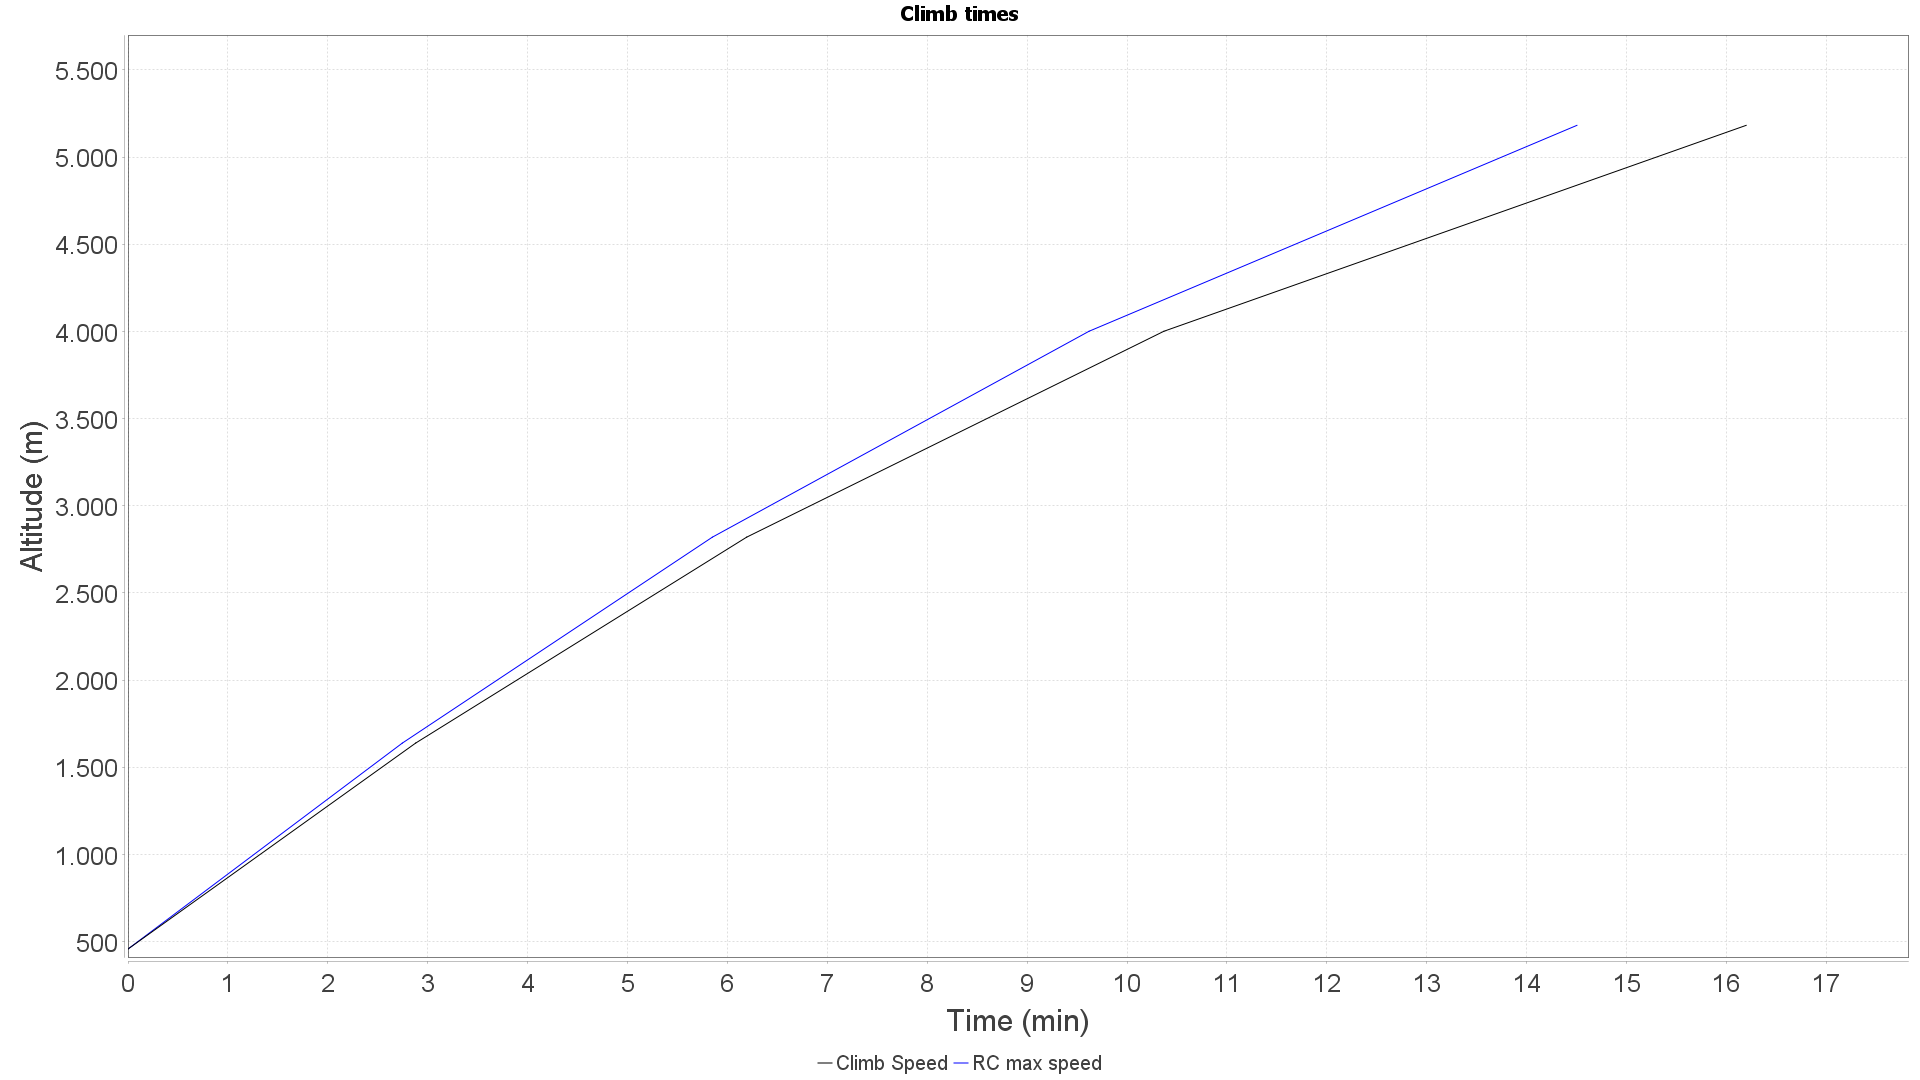 Climb times
5.500
5.000
4.500
4.000
3.500
3.000
2.500
2.000
1.500
1.000
500
Altitude (m)
0 1 2 3 4 5 6 7 8 9 10 11 12 13 14 15 16 17
Time (min)
Climb Speed RC max speed